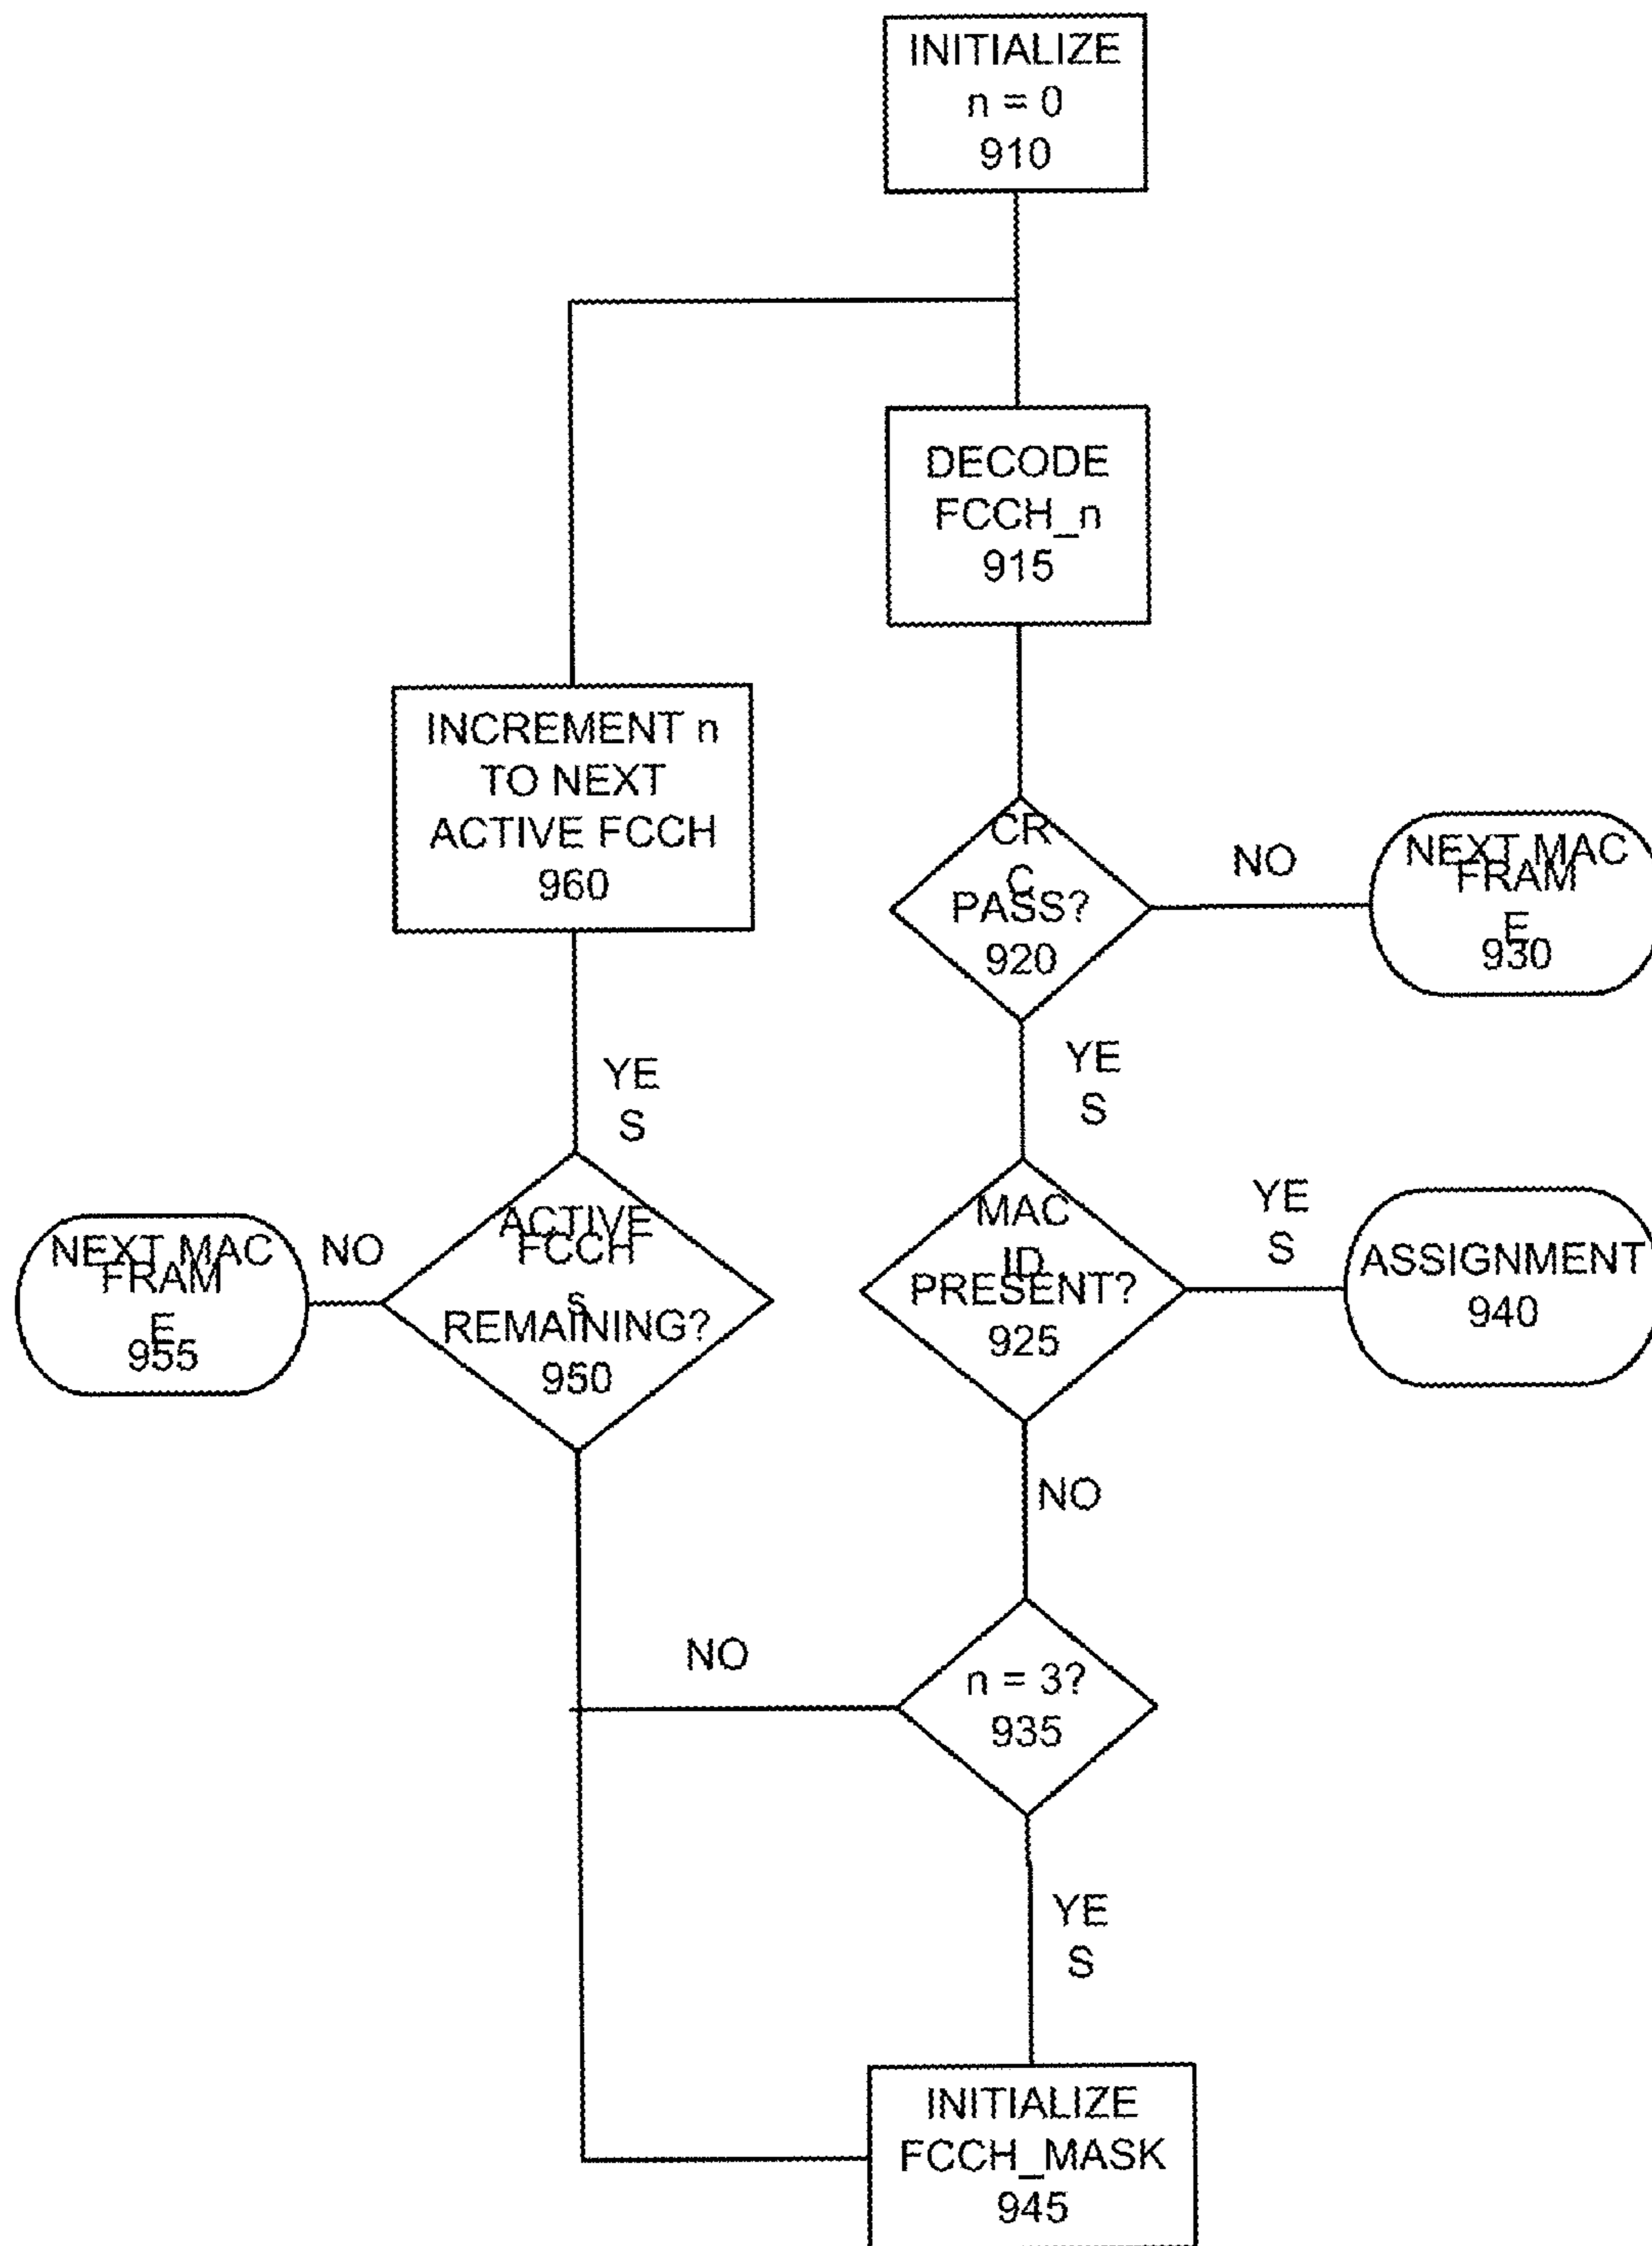 INITIALIZE
n = 0
910
DECODE
FCCH_n
915
INCREMENT n
TO NEXT
ACTIVE FCCH
960
CR
C
PASS?
920
NO
NEXT MAC
FRAM
E
930
YE
S
YE
S
NEXT MAC
FRAM
E
955
NO
ACTIVE
FCCH
s
REMAINING?
950
MAC
ID
PRESENT?
925
YE
S
ASSIGNMENT
940
NO
NO
n = 3?
935
YE
S
INITIALIZE
FCCH_MASK
945